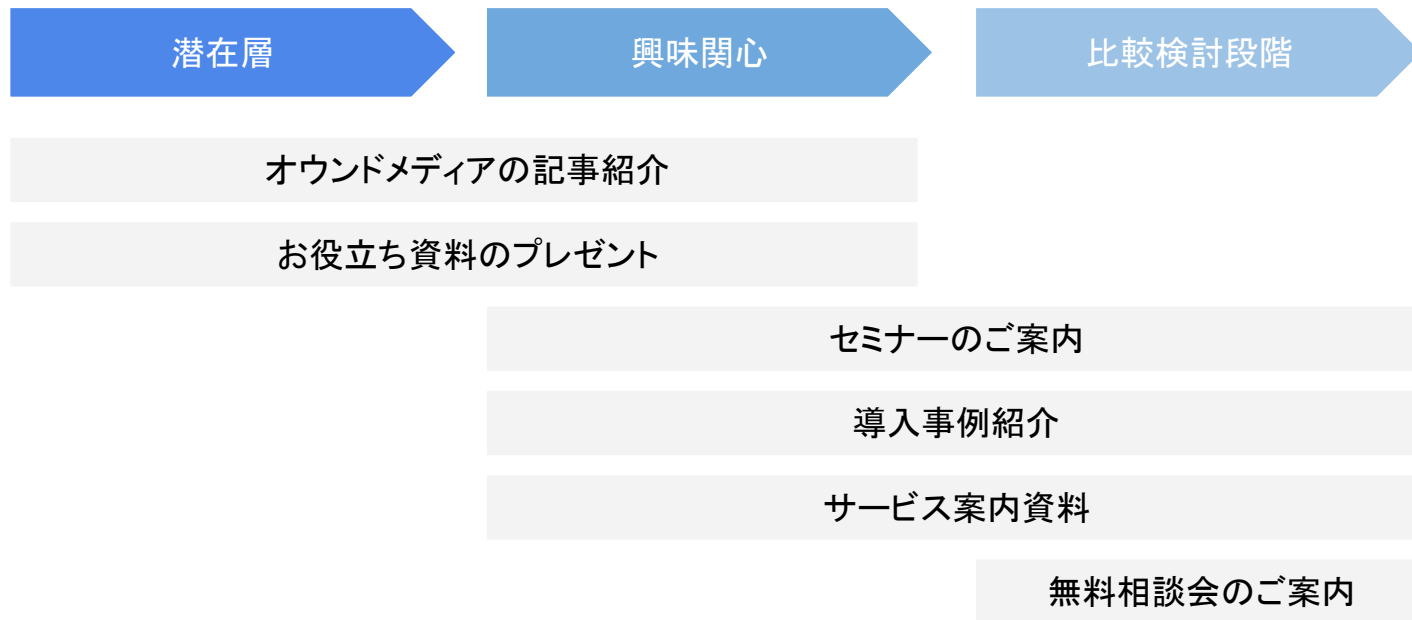 潜在層
興味関心
比較検討段階
オウンドメディアの記事紹介
お役立ち資料のプレゼント
セミナーのご案内
導入事例紹介
サービス案内資料
無料相談会のご案内